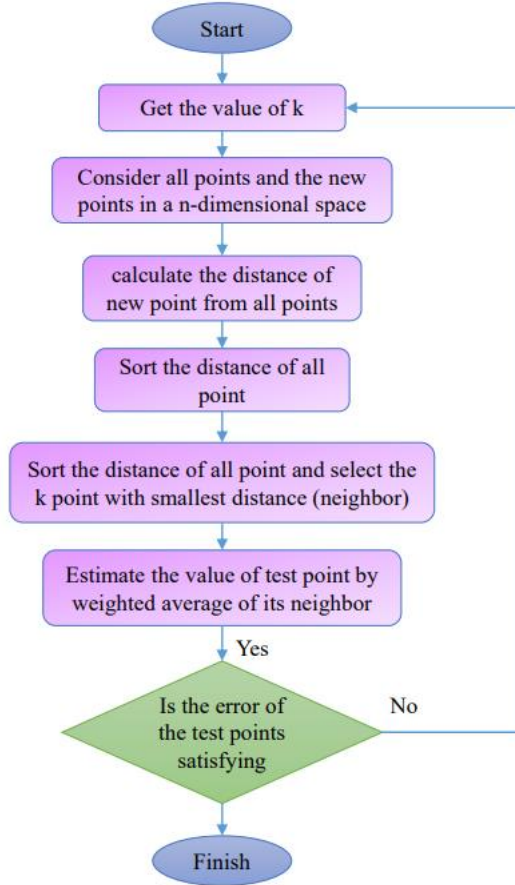 Start
Get the value of k
Consider all points and the new
points in a n-dimensional space
calculate the distance of
new point from all points
Sort the distance of all
point
Sort the distance of all point and select the
k point with smallest distance (neighbor)
Estimate the value of test point by
weighted average of its neighbor
Yes
Is the error of
the test points
satisfying
No
Finish